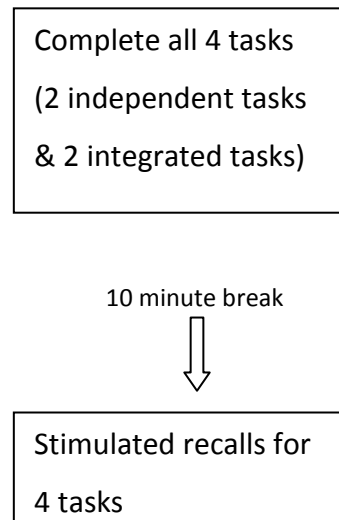 Complete all 4 tasks
(2 independent tasks
& 2 integrated tasks)
10 minute break
Stimulated recalls for
4 tasks